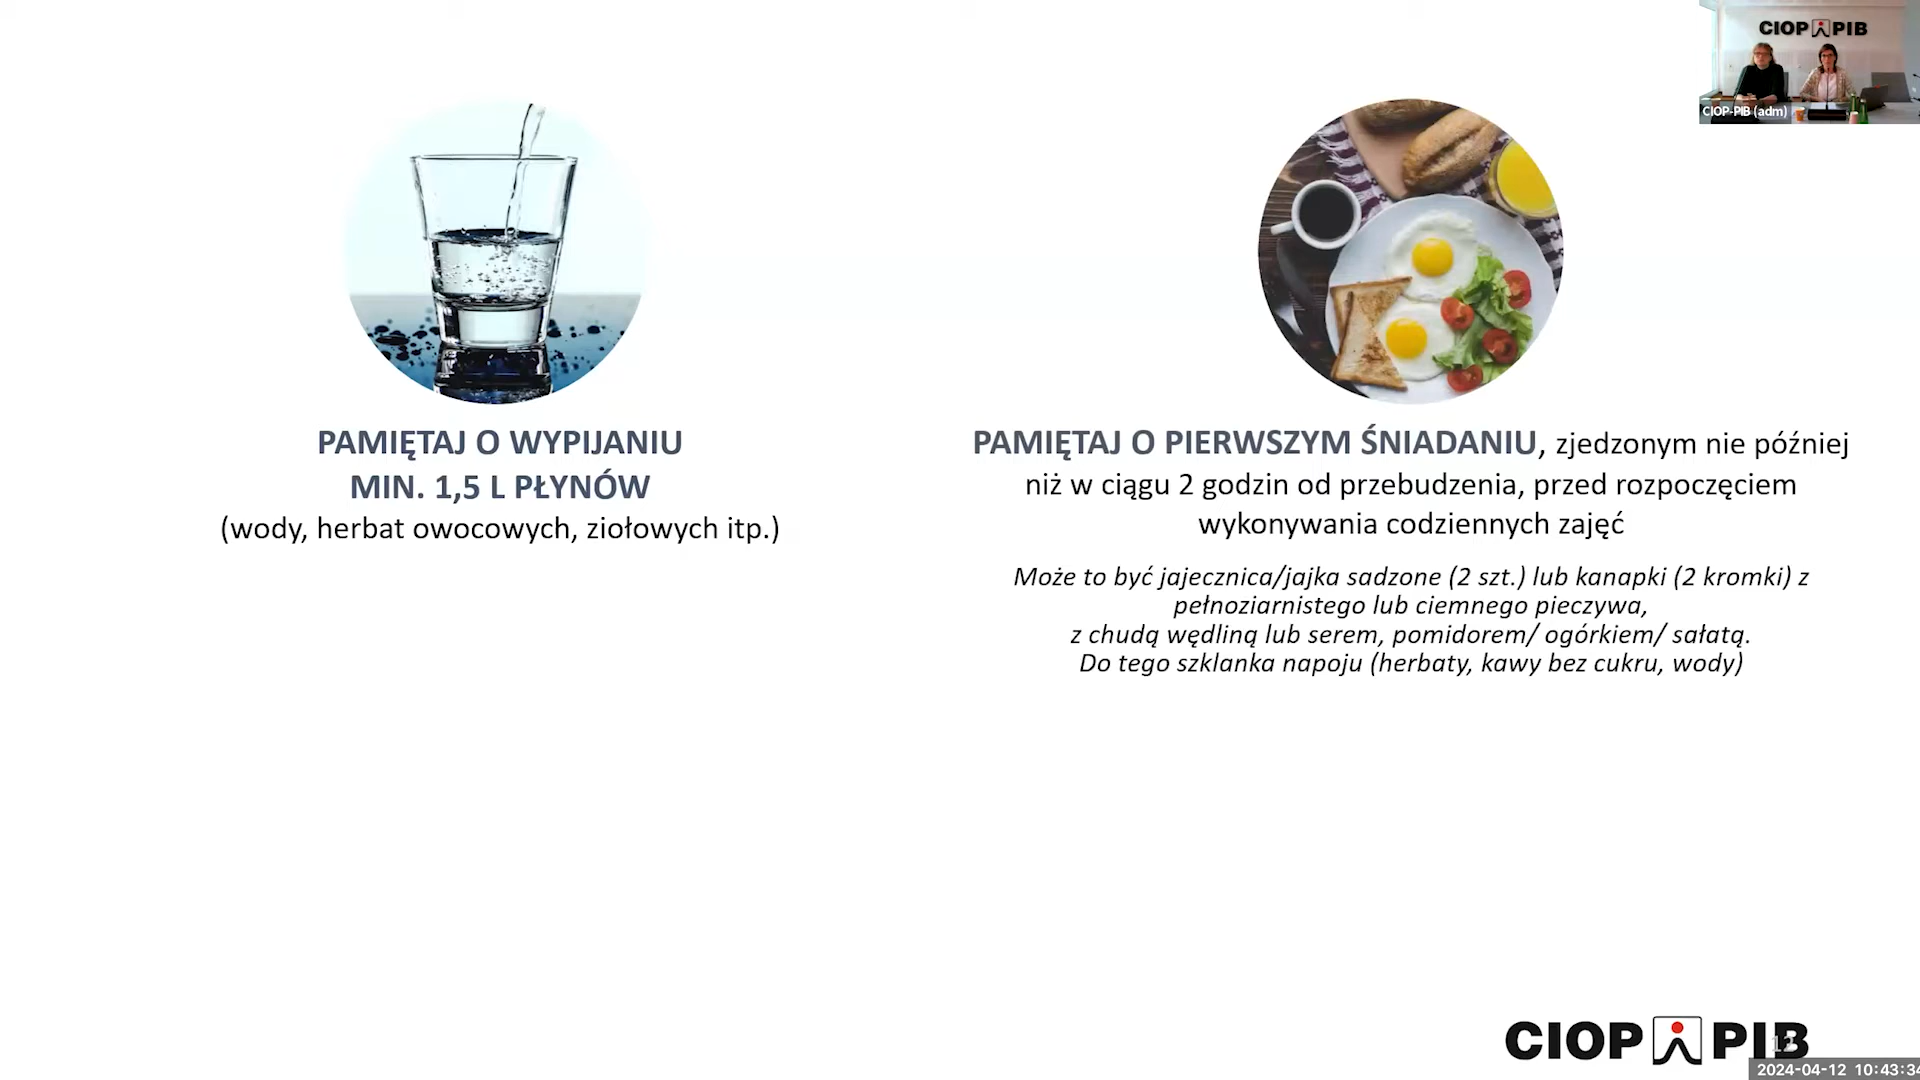 CIOP PIB
CIOP-PIB (adm)
PAMIĘTAJ O WYPIJANIU
MIN. 1,5 L PŁYNÓW
(wody, herbat owocowych, ziołowych itp.)
PAMIĘTAJ O PIERWSZYM ŚNIADANIU, zjedzonym nie później
niż w ciągu 2 godzin od przebudzenia, przed rozpoczęciem
wykonywania codziennych zajęć
Może to być jajecznica/jajka sadzone (2 szt.) lub kanapki (2 kromki) z
pełnoziarnistego lub ciemnego pieczywa,
z chudą wędliną lub serem, pomidorem/ ogórkiem/ sałatą.
Do tego szklanka napoju (herbaty, kawy bez cukru, wody)
CIOP PIB
2024-04-12 10:43:34